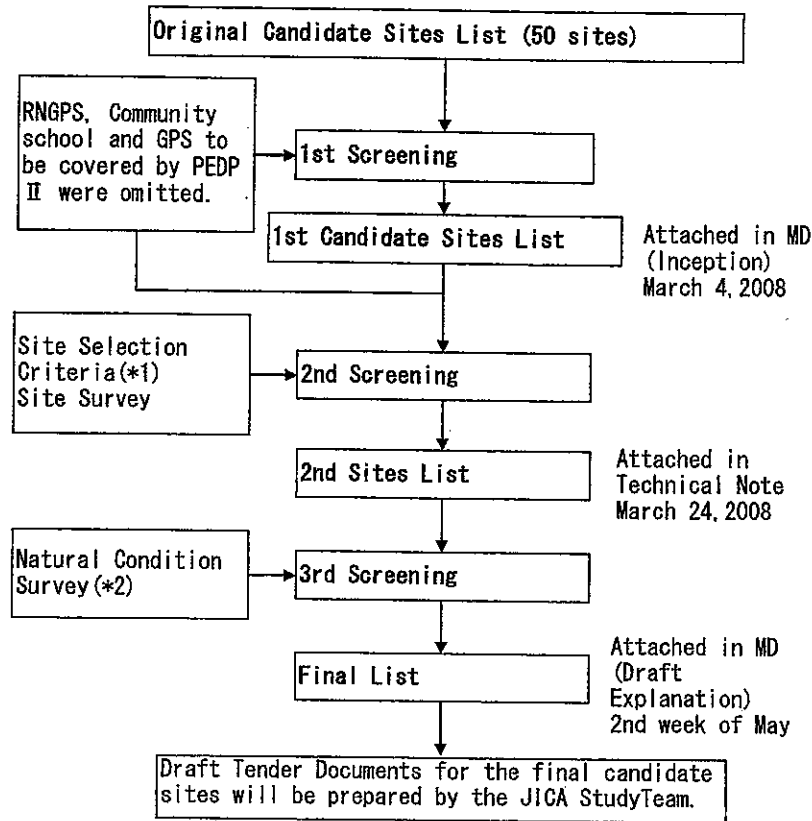 Original Candidate Sites List (50 sites)
RNGPS, Community
school and GPS to
be covered by PEDP
Ⅱ were omitted.
1st Screening
1st Candidate Sites List
Attached in MD
(Inception)
March 4, 2008
Site Selection
Criteria(*1)
Site Survey
2nd Screening
2nd Sites List
Attached in
Technical Note
March 24, 2008
Natural Condition
Survey(*2)
3rd Screening
Final List
Attached in MD
(Draft
Explanation)
2nd week of May
Draft Tender Documents for the final candidate
sites will be prepared by the JICA StudyTeam.